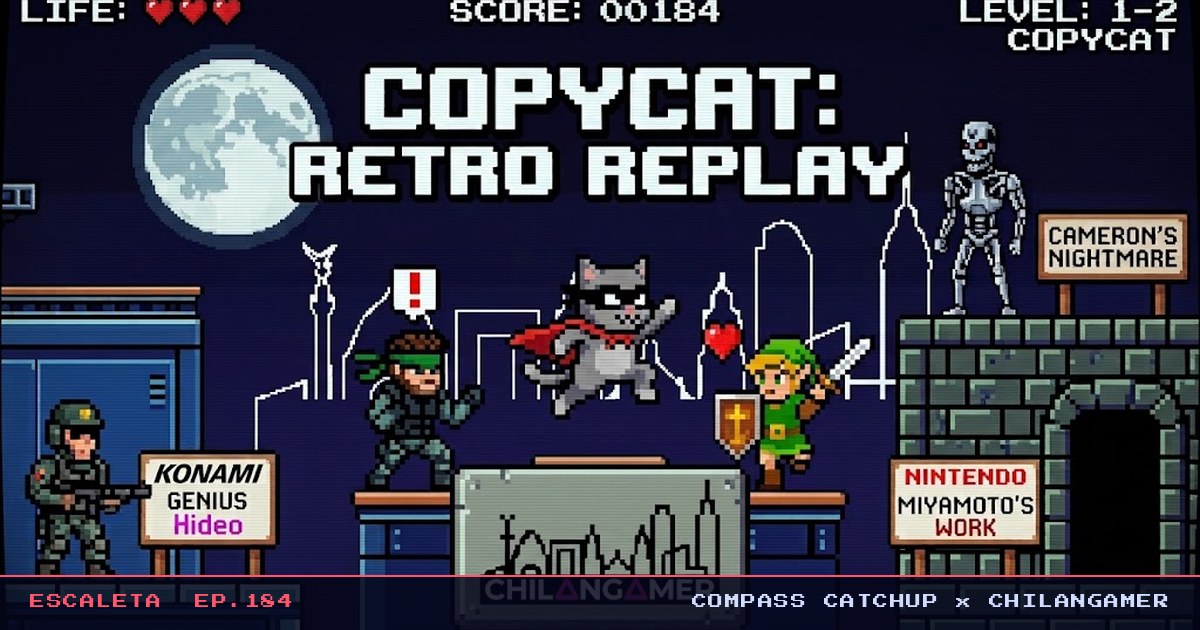 LIFE:
SCORE: 00184
LEVEL: 1-2
COPYCAT
COPYCAT:
RETRO REPLAY
!
CAMERON'S
NIGHTMARE
KONAMI
GENIUS
Hideo
NINTENDO
MIYAMOTO'S
WORK
CHILANGAMER
ESCALETA EP.184
COMPASS CATCHUP x CHILANGAMER